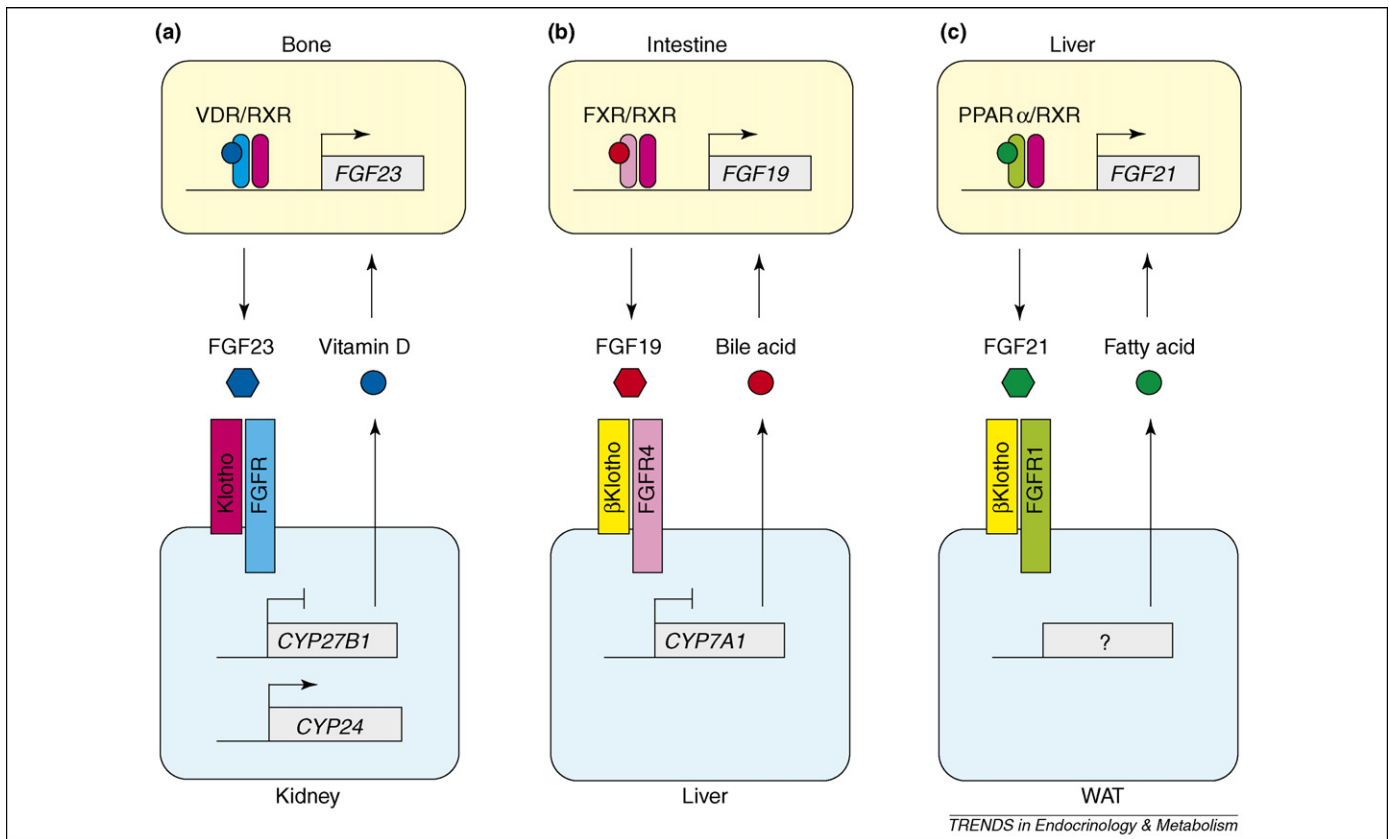 (a)
Bone
VDR/RXR
FGF23
FGF23
Vitamin D
Klotho
FGFR
CYP27B1
CYP24
Kidney
(b)
Intestine
FXR/RXR
FGF19
FGF19
Bile acid
βKlotho
FGFR4
CYP7A1
Liver
(c)
Liver
PPARα/RXR
FGF21
FGF21
Fatty acid
βKlotho
FGFR1
?
WAT
TRENDS in Endocrinology & Metabolism